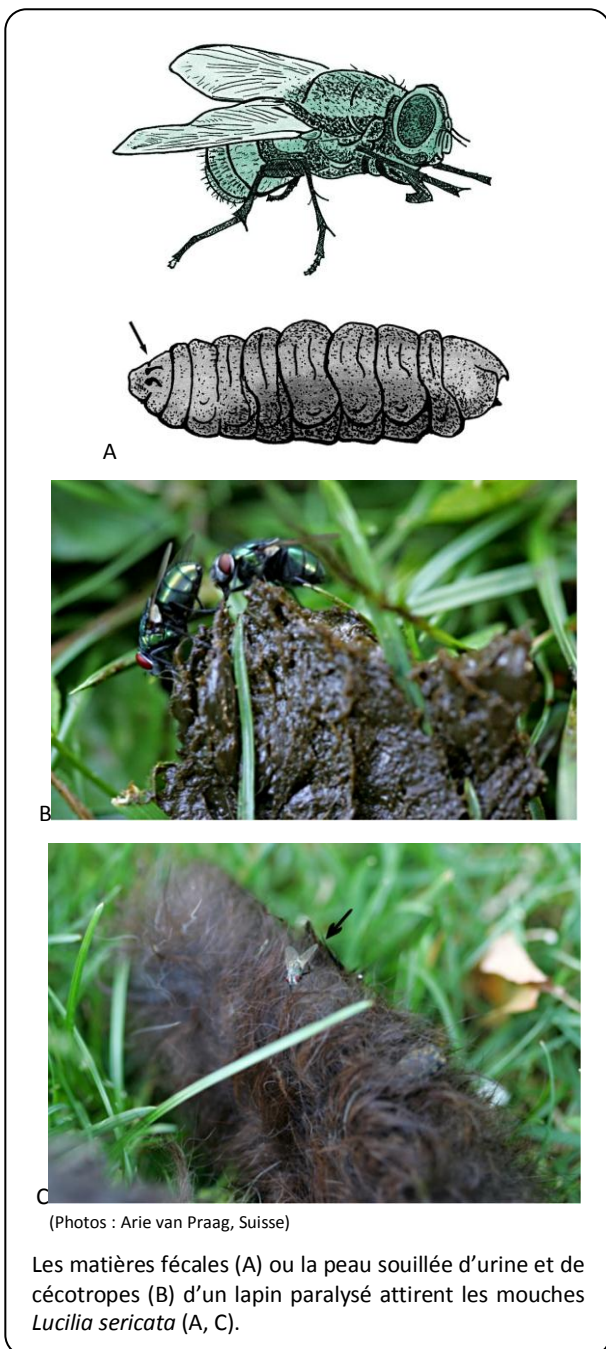 A
B
C
(Photos : Arie van Praag, Suisse)
Les matières fécales (A) ou la peau souillée d’urine et de
cécotropes (B) d’un lapin paralysé attirent les mouches
Lucilia sericata (A, C).